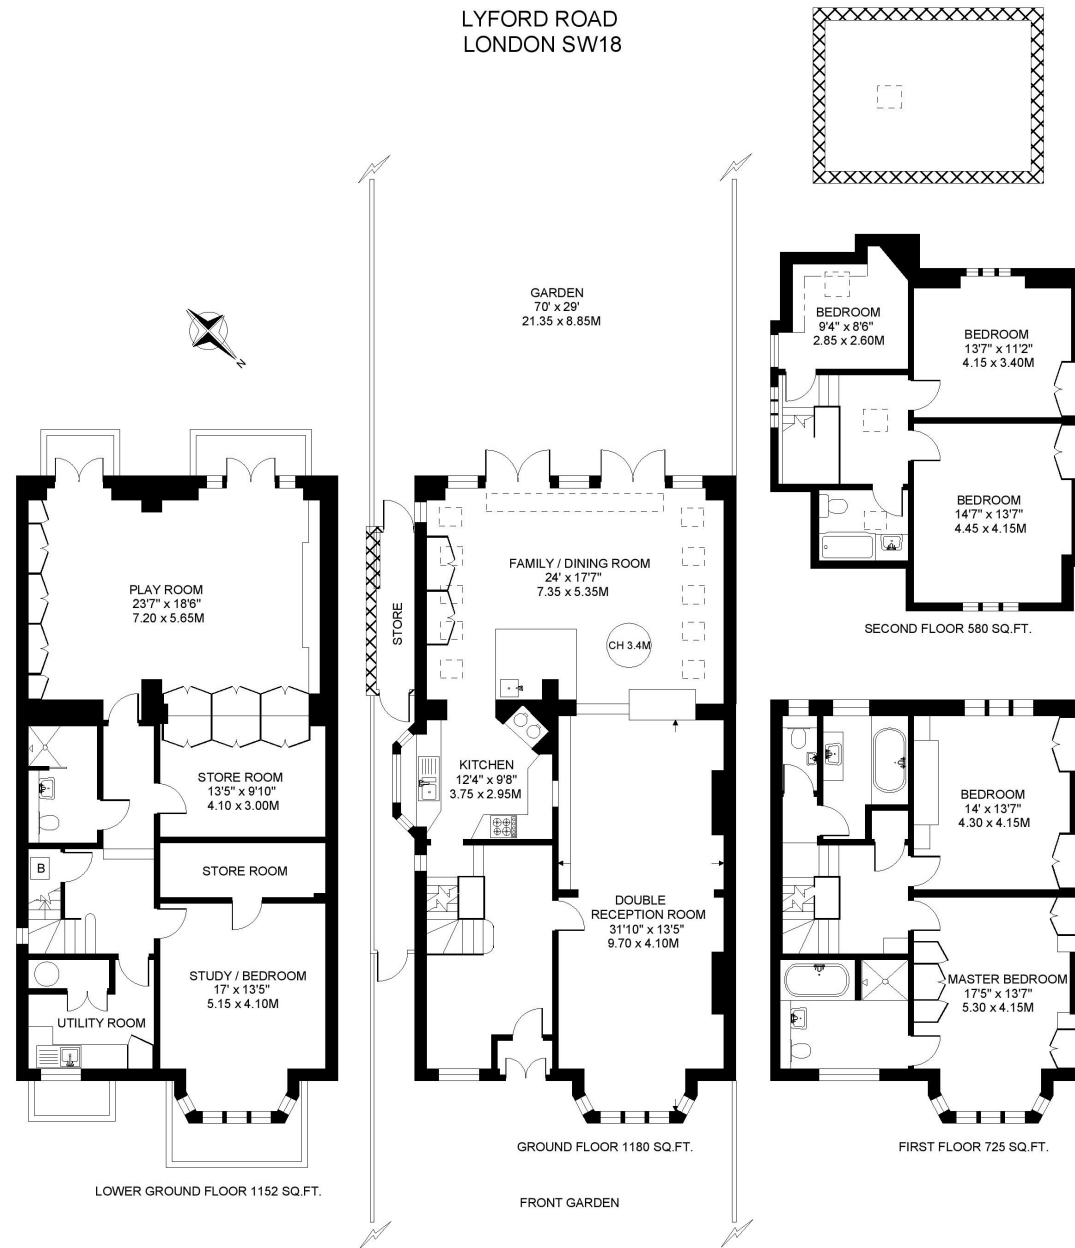 LYFORD ROAD
LONDON SW18
GARDEN
70' x 29'
21.35 x 8.85M
N
BEDROOM
9'4" x 8'6"
2.85 x 2.60M
BEDROOM
13'7" x 11'2"
4.15 x 3.40M
BEDROOM
14'7" x 13'7"
4.45 x 4.15M
SECOND FLOOR 580 SQ.FT.
PLAY ROOM
23'7" x 18'6"
7.20 x 5.65M
STORE ROOM
13'5" x 9'10"
4.10 x 3.00M
B
STORE ROOM
STUDY / BEDROOM
17' x 13'5"
5.15 x 4.10M
UTILITY ROOM
LOWER GROUND FLOOR 1152 SQ.FT.
STORE
FAMILY / DINING ROOM
24' x 17'7"
7.35 x 5.35M
CH 3.4M
KITCHEN
12'4" x 9'8"
3.75 x 2.95M
DOUBLE
RECEPTION ROOM
31'10" x 13'5"
9.70 x 4.10M
GROUND FLOOR 1180 SQ.FT.
FRONT GARDEN
BEDROOM
14' x 13'7"
4.30 x 4.15M
MASTER BEDROOM
17'5" x 13'7"
5.30 x 4.15M
FIRST FLOOR 725 SQ.FT.